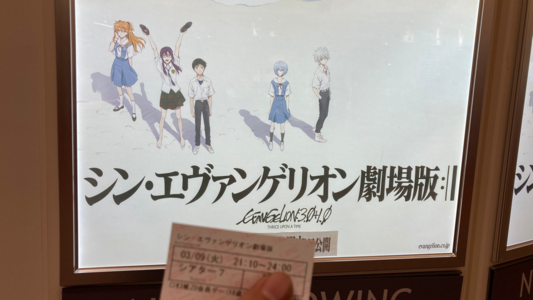 シン・エヴァンゲリオン劇場版:||
EVANGELION:3.0+1.0
THRICE UPON A TIME
公開
evangelion.co.jp
シン・エヴァンゲリオン劇場版
03/09(火) 21:10~24:00
シアター7